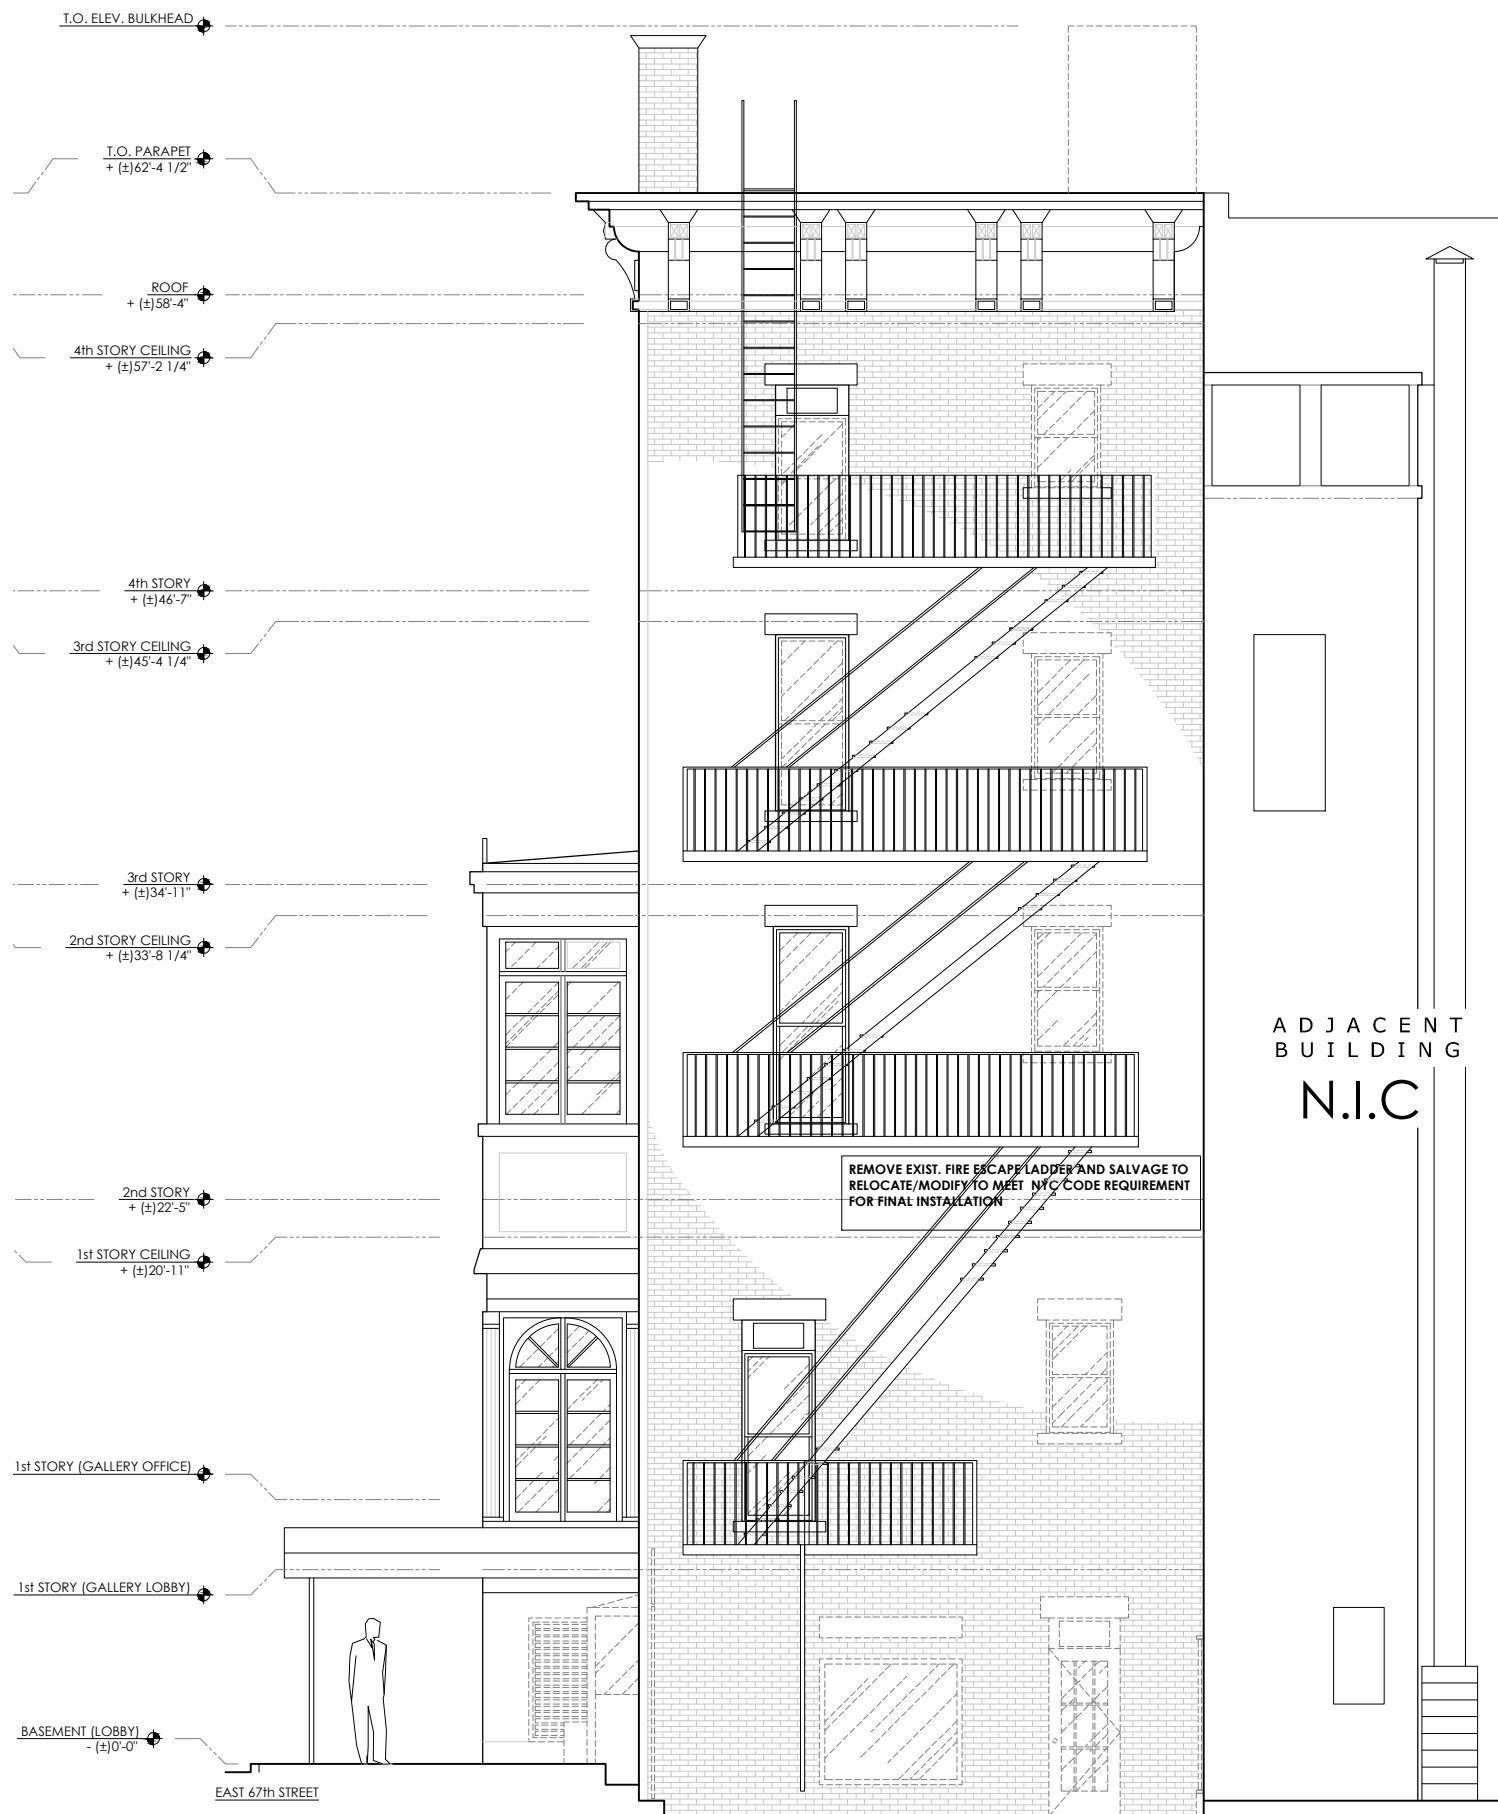 T.O. ELEV. BULKHEAD
T.O. PARAPET
+ (±)62'-4 1/2"
ROOF
+ (±)58'-4"
4th STORY CEILING
+ (±)57'-2 1/4"
4th STORY
+ (±)46'-7"
3rd STORY CEILING
+ (±)45'-4 1/4"
3rd STORY
+ (±)34'-11"
2nd STORY CEILING
+ (±)33'-8 1/4"
ADJACENT
BUILDING
N.I.C
REMOVE EXIST. FIRE ESCAPE LADDER AND SALVAGE TO
RELOCATE/MODIFY TO MEET NYC CODE REQUIREMENT
FOR FINAL INSTALLATION
2nd STORY
+ (±)22'-5"
1st STORY CEILING
+ (±)20'-11"
1st STORY (GALLERY OFFICE)
1st STORY (GALLERY LOBBY)
BASEMENT (LOBBY)
- (±)0'-0"
EAST 67th STREET